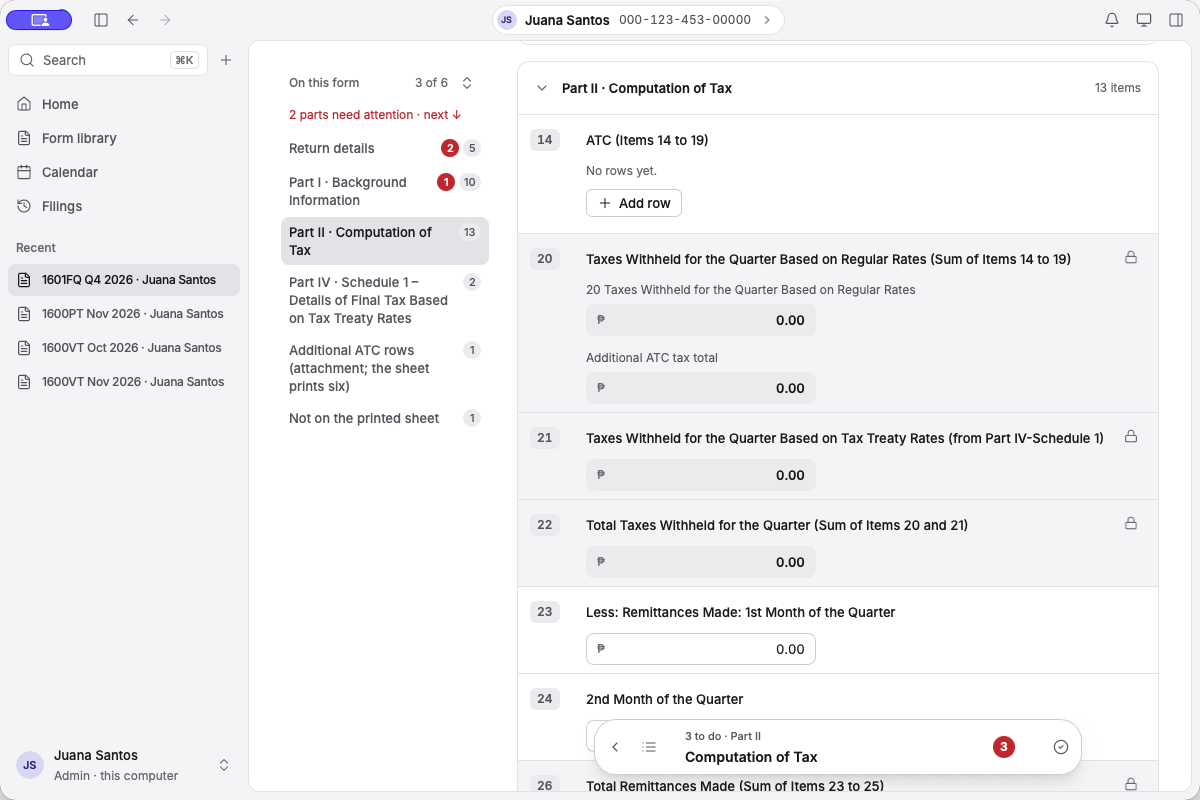 JS Juana Santos 000-123-453-00000
Search ⌘K
Home
Form library
Calendar
Filings
Recent
1601FQ Q4 2026 · Juana Santos
1600PT Nov 2026 · Juana Santos
1600VT Oct 2026 · Juana Santos
1600VT Nov 2026 · Juana Santos
JS
Juana Santos
Admin · this computer
On this form 3 of 6
2 parts need attention · next ↓
Return details 2 5
Part I · Background 1 10
Information
Part II · Computation of 13
Tax
Part IV · Schedule 1 – 2
Details of Final Tax Based
on Tax Treaty Rates
Additional ATC rows 1
(attachment; the sheet
prints six)
Not on the printed sheet 1
Part II · Computation of Tax 13 items
14 ATC (Items 14 to 19)
No rows yet.
+ Add row
20 Taxes Withheld for the Quarter Based on Regular Rates (Sum of Items 14 to 19)
20 Taxes Withheld for the Quarter Based on Regular Rates
₱ 0.00
Additional ATC tax total
₱ 0.00
21 Taxes Withheld for the Quarter Based on Tax Treaty Rates (from Part IV-Schedule 1)
₱ 0.00
22 Total Taxes Withheld for the Quarter (Sum of Items 20 and 21)
₱ 0.00
23 Less: Remittances Made: 1st Month of the Quarter
₱ 0.00
24 2nd Month of the Quarter
3 to do · Part II
Computation of Tax 3
26 Total Remittances Made (Sum of Items 23 to 25)